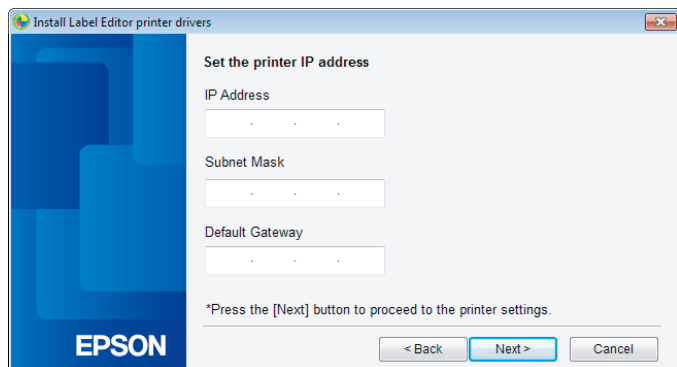 Install Label Editor printer drivers
Set the printer IP address
IP Address
. . .
Subnet Mask
. . .
Default Gateway
. . .
*Press the [Next] button to proceed to the printer settings.
EPSON
< Back Next > Cancel